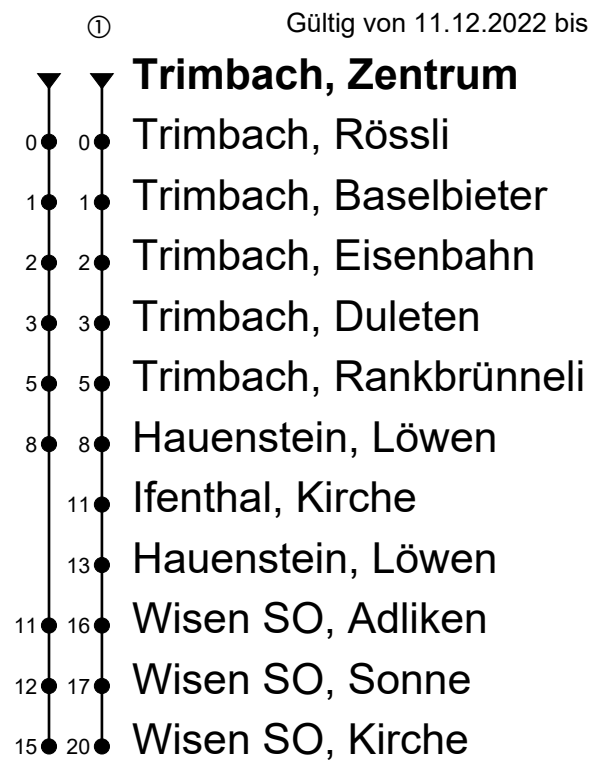 ① Gültig von 11.12.2022 bis
Trimbach, Zentrum
0 0 Trimbach, Rössli
1 1 Trimbach, Baselbieter
2 2 Trimbach, Eisenbahn
3 3 Trimbach, Duleten
5 5 Trimbach, Rankbrünneli
8 8 Hauenstein, Löwen
11 Ifenthal, Kirche
13 Hauenstein, Löwen
11 16 Wisen SO, Adliken
12 17 Wisen SO, Sonne
15 20 Wisen SO, Kirche